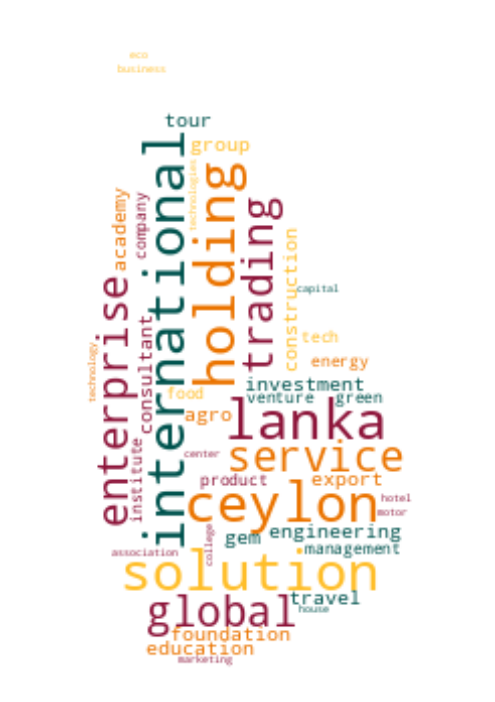 eco
business
tour
group
technologies
international
holding
academy
company
trading
construction
enterprise
capital
consultant
tech
technology
energy
investment
food
venture green
agro
lanka
institute
center
service
product
export
ceylon
hotel
motor
college
gem
engineering
association
management
solution
travel
global
house
foundation
education
marketing